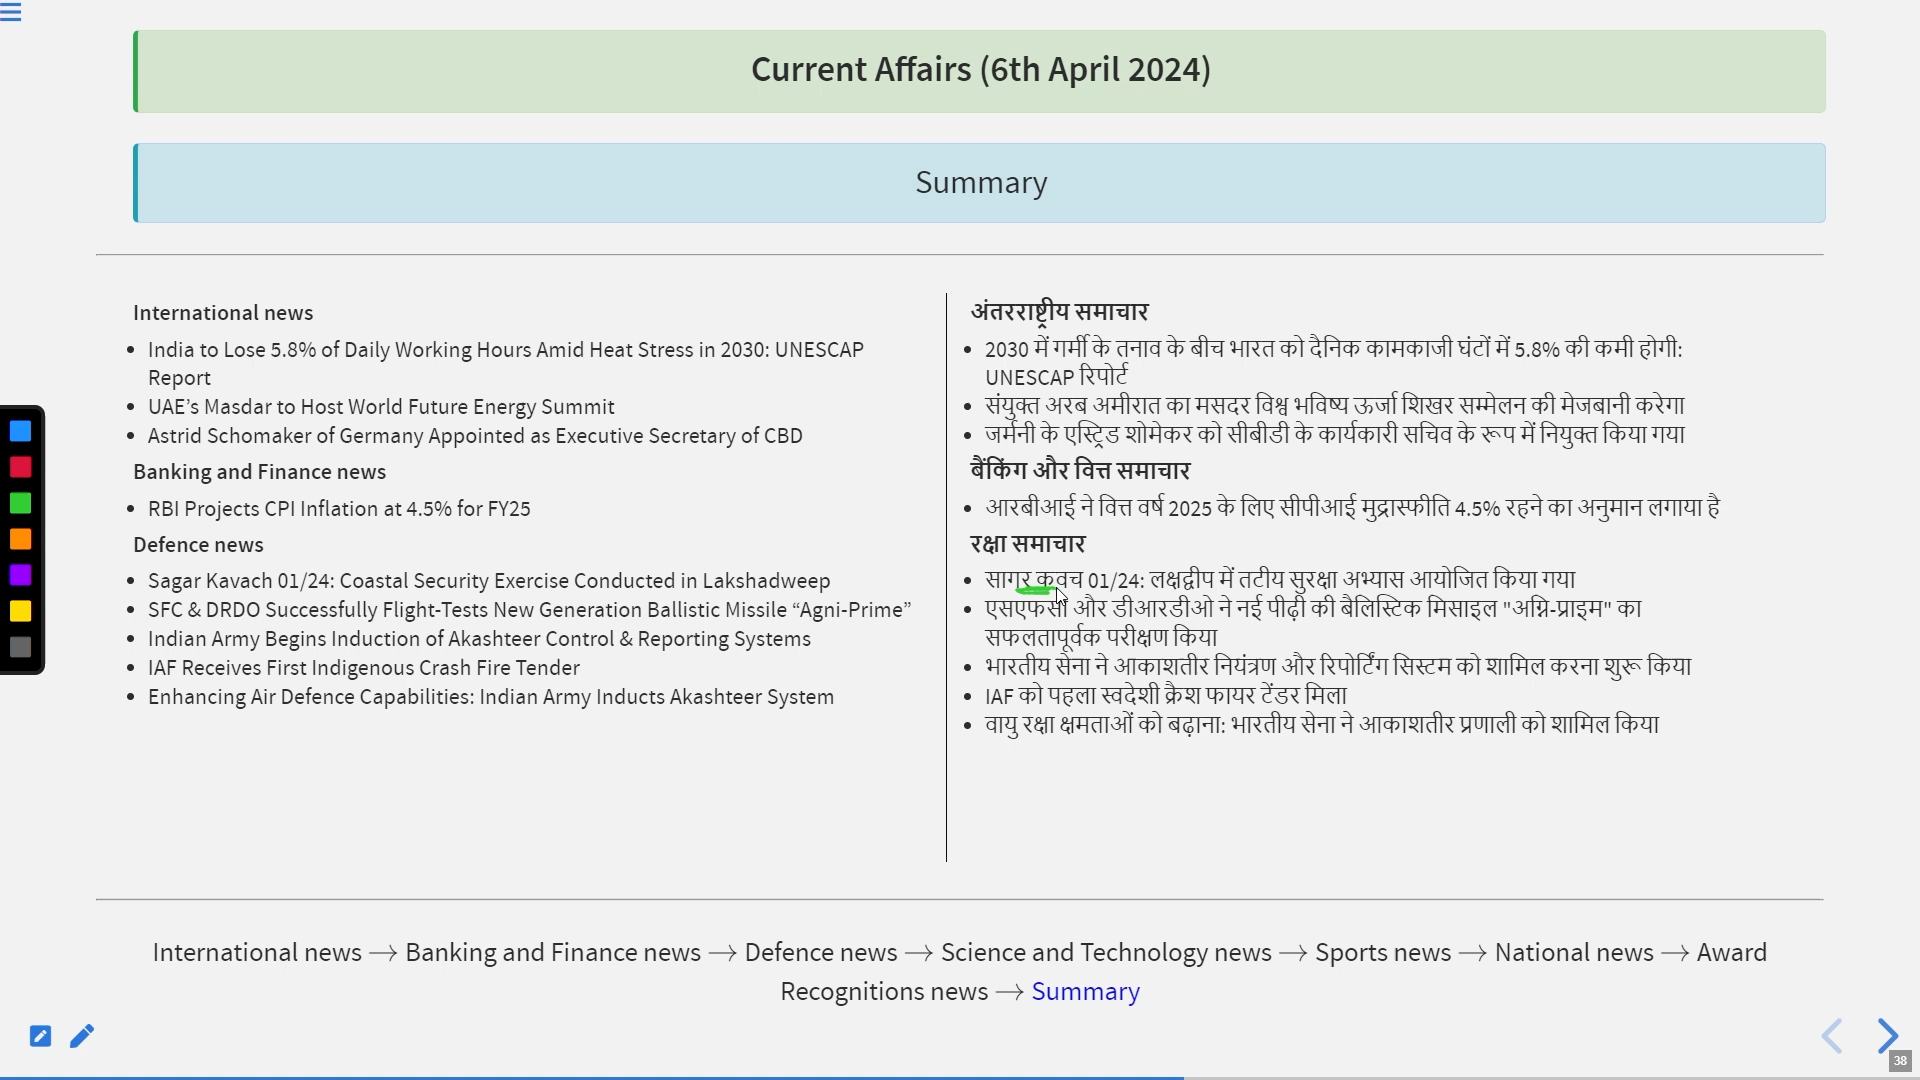 Current Affairs (6th April 2024)
Summary
International news
• India to Lose 5.8% of Daily Working Hours Amid Heat Stress in 2030: UNESCAP
Report
• UAE’s Masdar to Host World Future Energy Summit
• Astrid Schomaker of Germany Appointed as Executive Secretary of CBD
Banking and Finance news
• RBI Projects CPI Inflation at 4.5% for FY25
Defence news
• Sagar Kavach 01/24: Coastal Security Exercise Conducted in Lakshadweep
• SFC & DRDO Successfully Flight-Tests New Generation Ballistic Missile “Agni-Prime”
• Indian Army Begins Induction of Akashteer Control & Reporting Systems
• IAF Receives First Indigenous Crash Fire Tender
• Enhancing Air Defence Capabilities: Indian Army Inducts Akashteer System
अंतरराष्ट्रीय समाचार
• 2030 में गर्मी के तनाव के बीच भारत को दैनिक कामकाजी घंटों में 5.8% की कमी होगी:
UNESCAP रिपोर्ट
• संयुक्त अरब अमीरात का मसदर विश्व भविष्य ऊर्जा शिखर सम्मेलन की मेजबानी करेगा
• जर्मनी के एस्ट्रिड शोमेकर को सीबीडी के कार्यकारी सचिव के रूप में नियुक्त किया गया
बैंकिंग और वित्त समाचार
• आरबीआई ने वित्त वर्ष 2025 के लिए सीपीआई मुद्रास्फीति 4.5% रहने का अनुमान लगाया है
रक्षा समाचार
• सागर कवच 01/24: लक्षद्वीप में तटीय सुरक्षा अभ्यास आयोजित किया गया
• एसएफसी और डीआरडीओ ने नई पीढ़ी की बैलिस्टिक मिसाइल "अग्नि-प्राइम" का
सफलतापूर्वक परीक्षण किया
• भारतीय सेना ने आकाशतीर नियंत्रण और रिपोर्टिंग सिस्टम को शामिल करना शुरू किया
• IAF को पहला स्वदेशी क्रैश फायर टेंडर मिला
• वायु रक्षा क्षमताओं को बढ़ाना: भारतीय सेना ने आकाशतीर प्रणाली को शामिल किया
International news → Banking and Finance news → Defence news → Science and Technology news → Sports news → National news → Award
Recognitions news → Summary
38